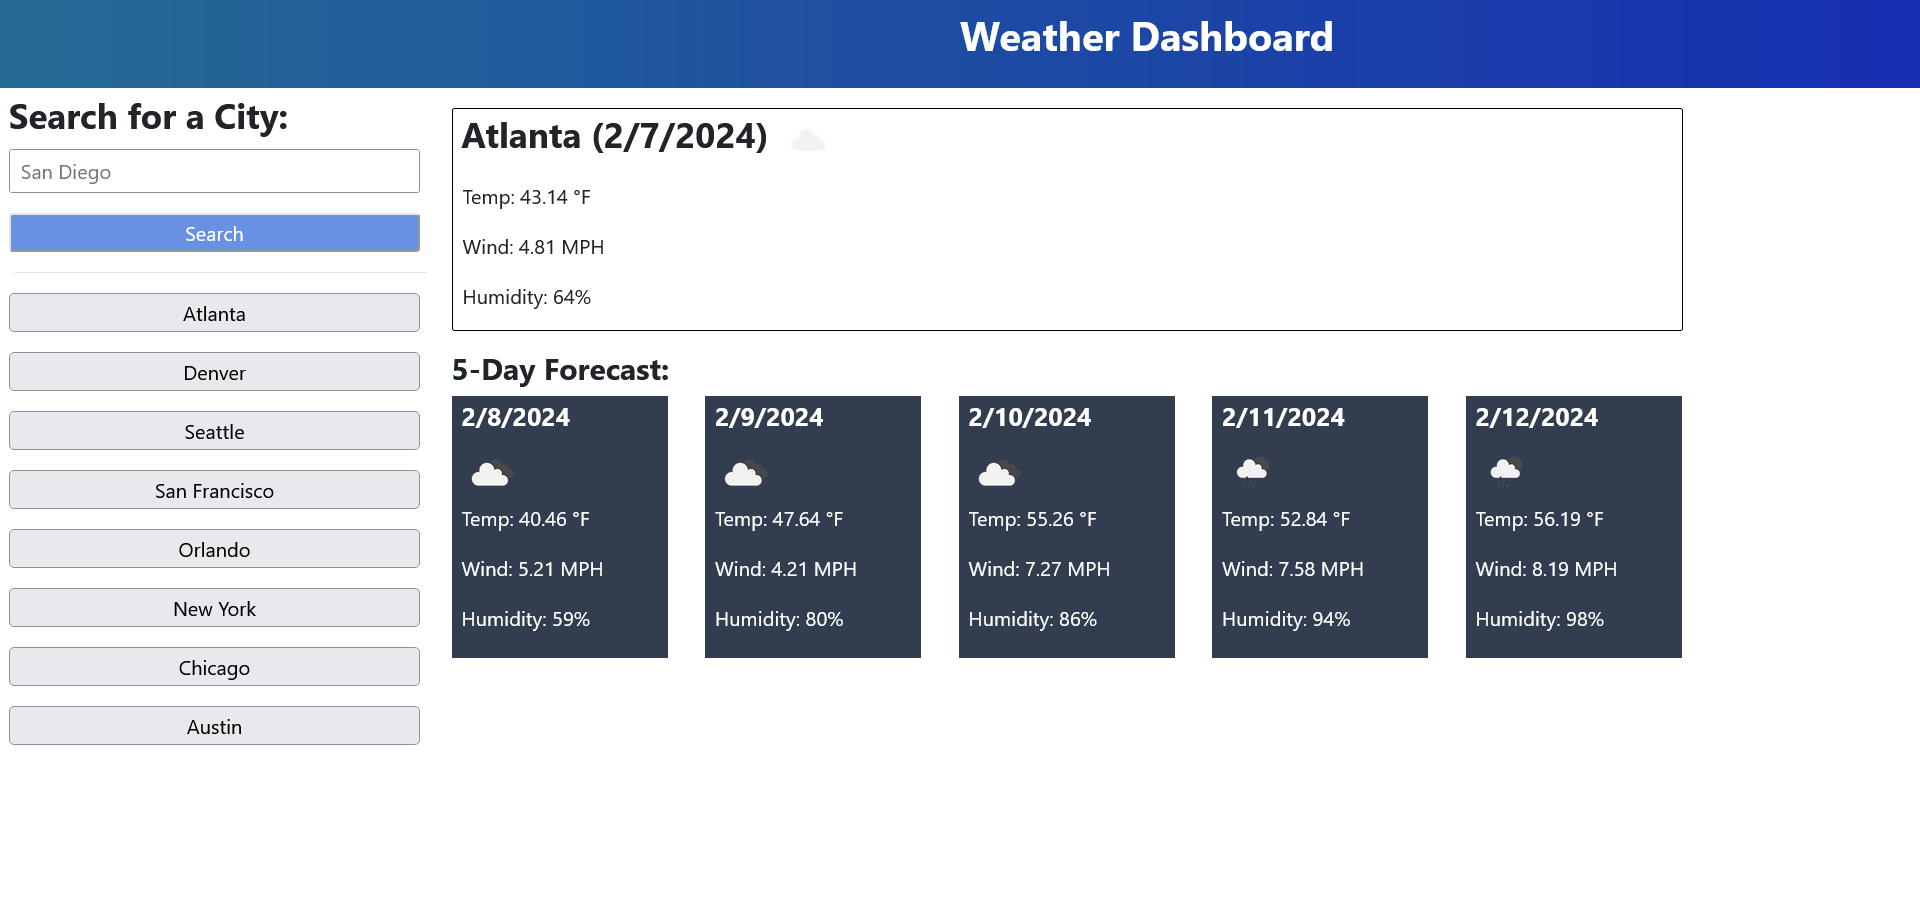 Weather Dashboard
Search for a City:
San Diego
Search
Atlanta
Denver
Seattle
San Francisco
Orlando
New York
Chicago
Austin
Atlanta (2/7/2024)
Temp: 43.14 °F
Wind: 4.81 MPH
Humidity: 64%
5-Day Forecast:
2/8/2024
Temp: 40.46 °F
Wind: 5.21 MPH
Humidity: 59%
2/9/2024
Temp: 47.64 °F
Wind: 4.21 MPH
Humidity: 80%
2/10/2024
Temp: 55.26 °F
Wind: 7.27 MPH
Humidity: 86%
2/11/2024
Temp: 52.84 °F
Wind: 7.58 MPH
Humidity: 94%
2/12/2024
Temp: 56.19 °F
Wind: 8.19 MPH
Humidity: 98%